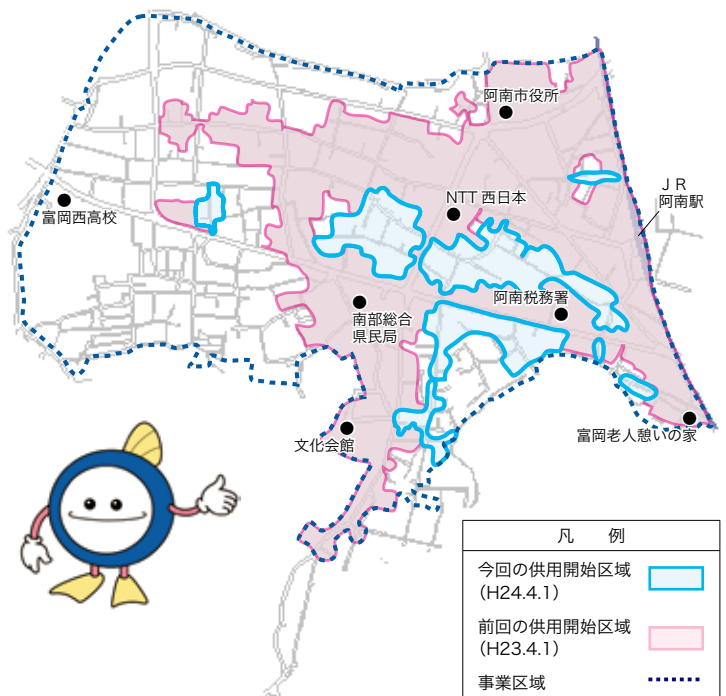 阿南市役所
JR
阿南駅
NTT 西日本
富岡西高校
阿南税務署
南部総合
県民局
文化会館
富岡老人憩いの家
凡 例
今回の供用開始区域
(H24.4.1)
前回の供用開始区域
(H23.4.1)
事業区域